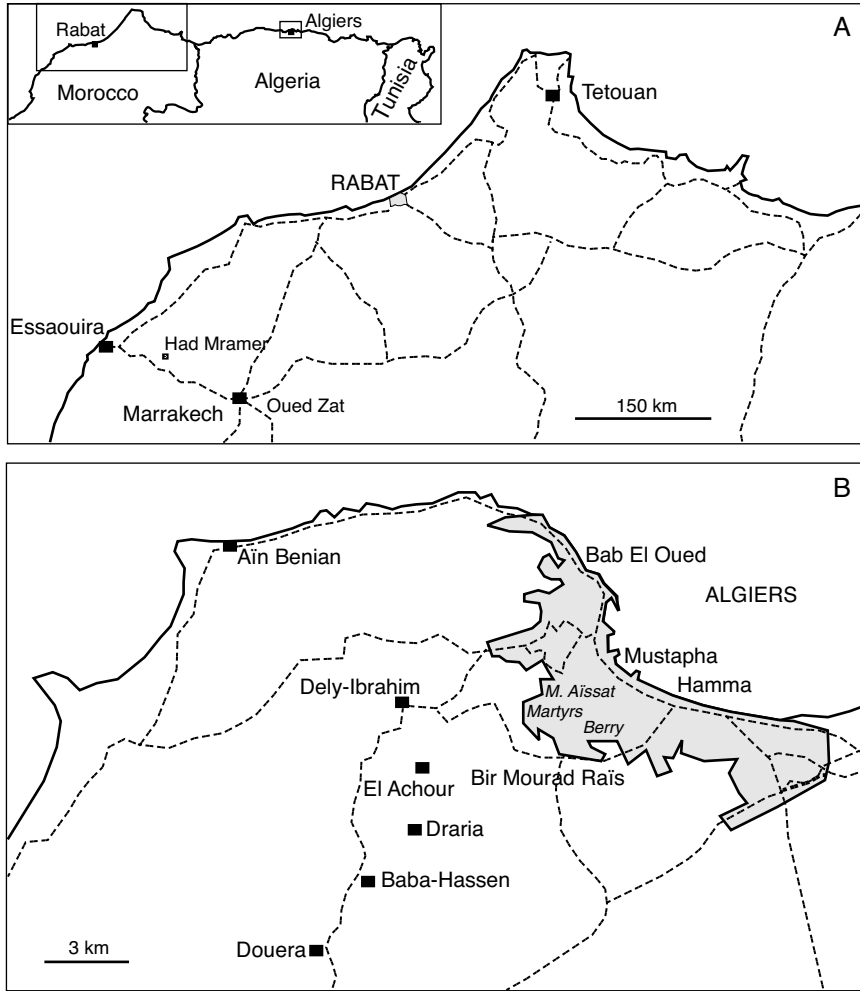 A
Rabat
Algiers
Morocco
Algeria
Tunisia
Tetouan
RABAT
Essaouira
Had Mramer
Marrakech
Oued Zat
150 km
B
Aïn Benian
Bab El Oued
ALGIERS
Mustapha
Hamma
Dely-Ibrahim
M. Aïssat
Martyrs
Berry
Bir Mourad Raïs
El Achour
Draria
Baba-Hassen
Douera
3 km